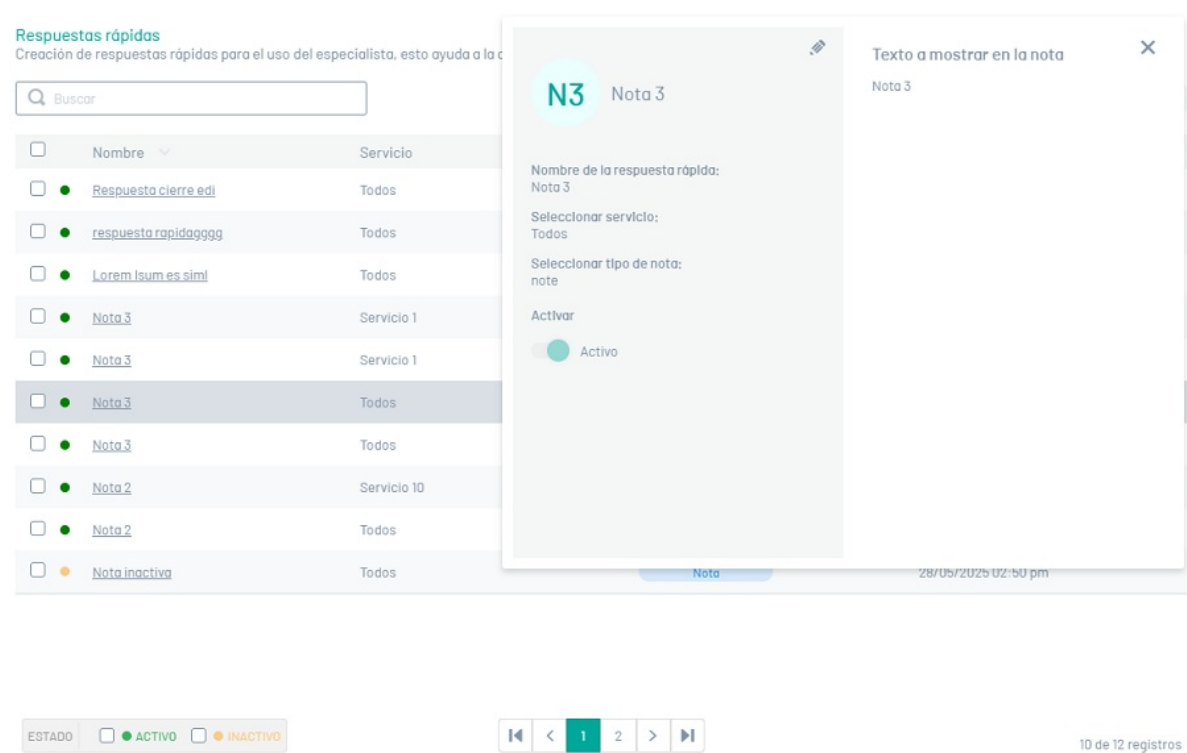 Respuestas rápidas
Creación de respuestas rápidas para el uso del especialista, esto ayuda a la
Buscar
Nombre Servicio
Respuesta cierre edi Todos
respuesta rapidagggg Todos
Lorem Isum es simi Todos
Nota 3 Servicio 1
Nota 3 Servicio 1
Nota 3 Todos
Nota 3 Todos
Nota 2 Servicio 10
Nota 2 Todos
Nota inactiva Todos Nota 28/05/2025 02:50 pm
N3 Nota 3
Nombre de la respuesta rápida:
Nota 3
Seleccionar servicio:
Todos
Seleccionar tipo de nota:
note
Activar
Activo
Texto a mostrar en la nota
Nota 3
ESTADO ACTIVO INACTIVO
1 2
10 de 12 registros